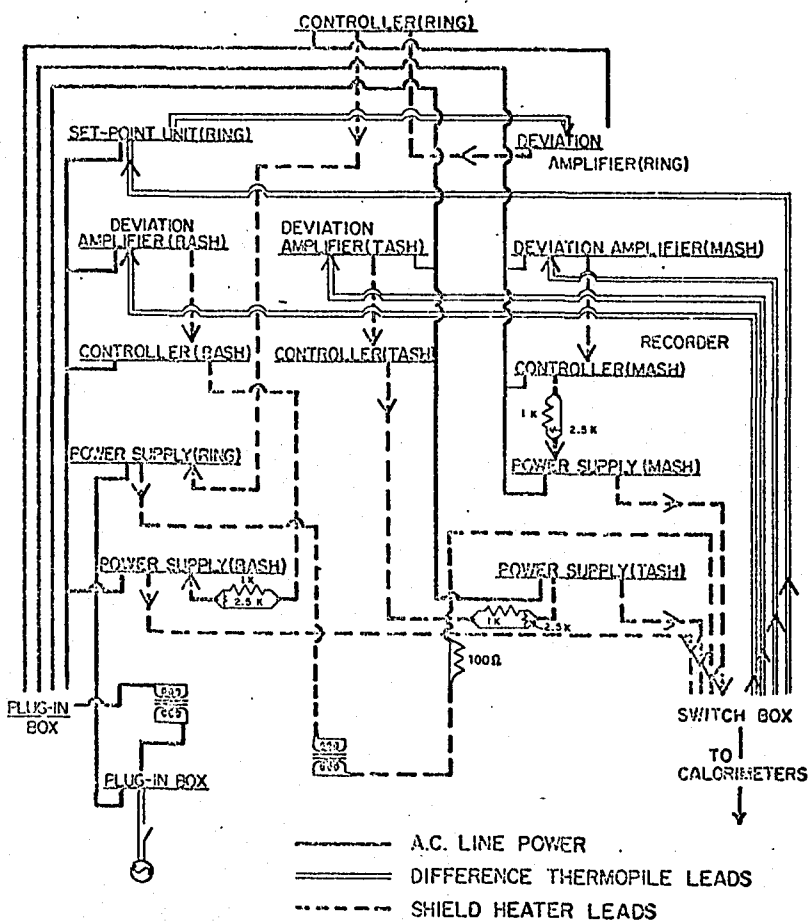 CONTROLLER(RING)
SET-POINT UNIT(RING)
DEVIATION
AMPLIFIER(RING)
DEVIATION
AMPLIFIER(BASH)
DEVIATION
AMPLIFIER(TASH)
DEVIATION AMPLIFIER(MASH)
RECORDER
CONTROLLER(BASH)
CONTROLLER(TASH)
CONTROLLER(MASH)
1K
2.5K
POWER SUPPLY(RING)
POWER SUPPLY(MASH)
POWER SUPPLY(BASH)
1K
2.5K
POWER SUPPLY(TASH)
1K
2.5K
100Ω
PLUG-IN
BOX
SWITCH BOX
PLUG-IN BOX
TO
CALORIMETERS
A.C. LINE POWER
DIFFERENCE THERMOPILE LEADS
SHIELD HEATER LEADS